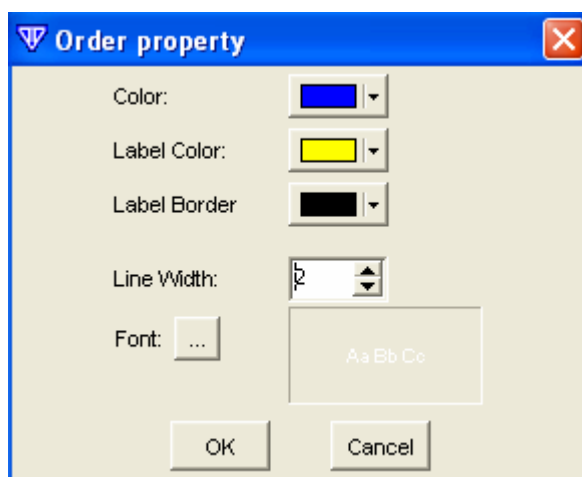 Order property
Color:
Label Color:
Label Border
Line Width: 2
Font: ...
Aa Bb Cc
OK Cancel